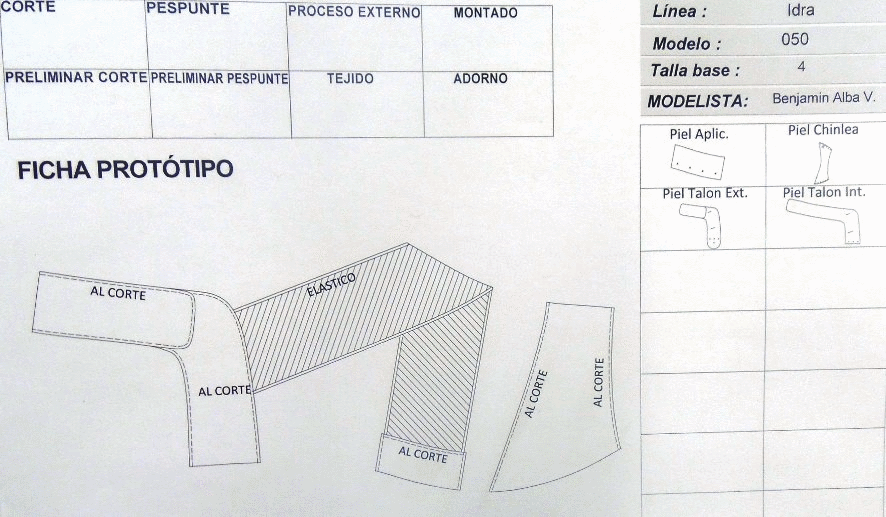 CORTE PESPUNTE PROCESO EXTERNO MONTADO
PRELIMINAR CORTE PRELIMINAR PESPUNTE TEJIDO ADORNO
FICHA PROTÓTIPO
AL CORTE
ELASTICO
AL CORTE
AL CORTE
AL CORTE
AL CORTE
Línea : Idra
Modelo : 050
Talla base : 4
MODELISTA: Benjamin Alba V.
Piel Aplic. Piel Chinlea
Piel Talon Ext. Piel Talon Int.